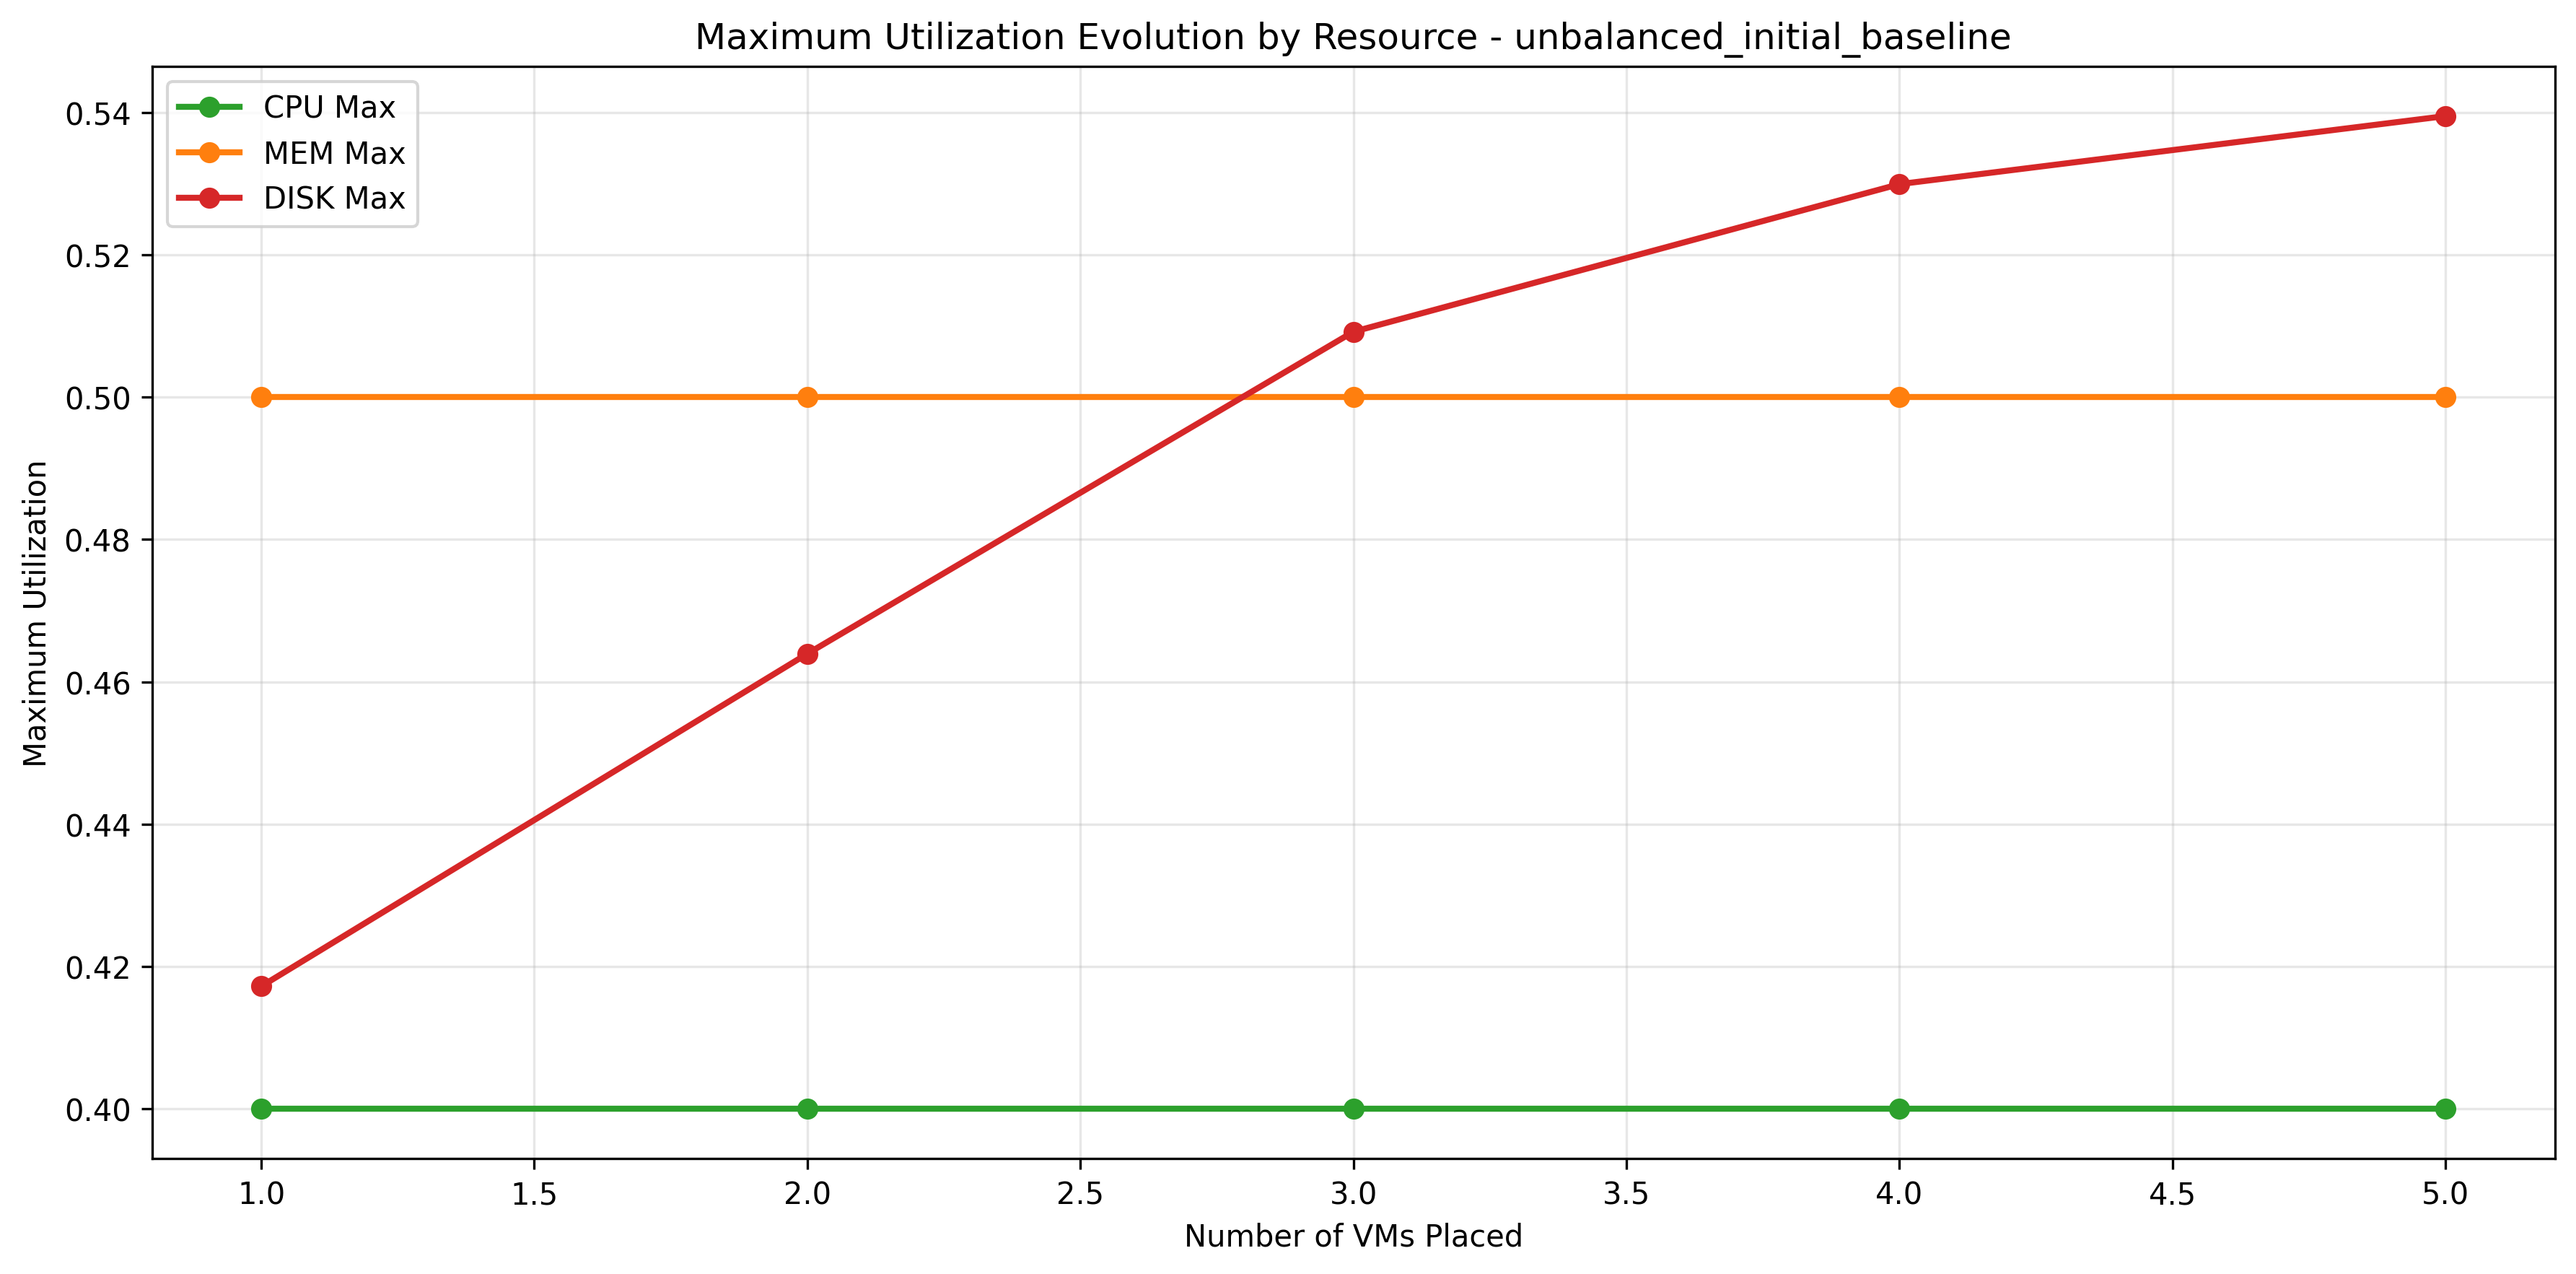 Maximum Utilization Evolution by Resource - unbalanced_initial_baseline
CPU Max
MEM Max
DISK Max
0.54
0.52
0.50
0.48
0.46
0.44
0.42
0.40
Maximum Utilization
1.0 1.5 2.0 2.5 3.0 3.5 4.0 4.5 5.0
Number of VMs Placed